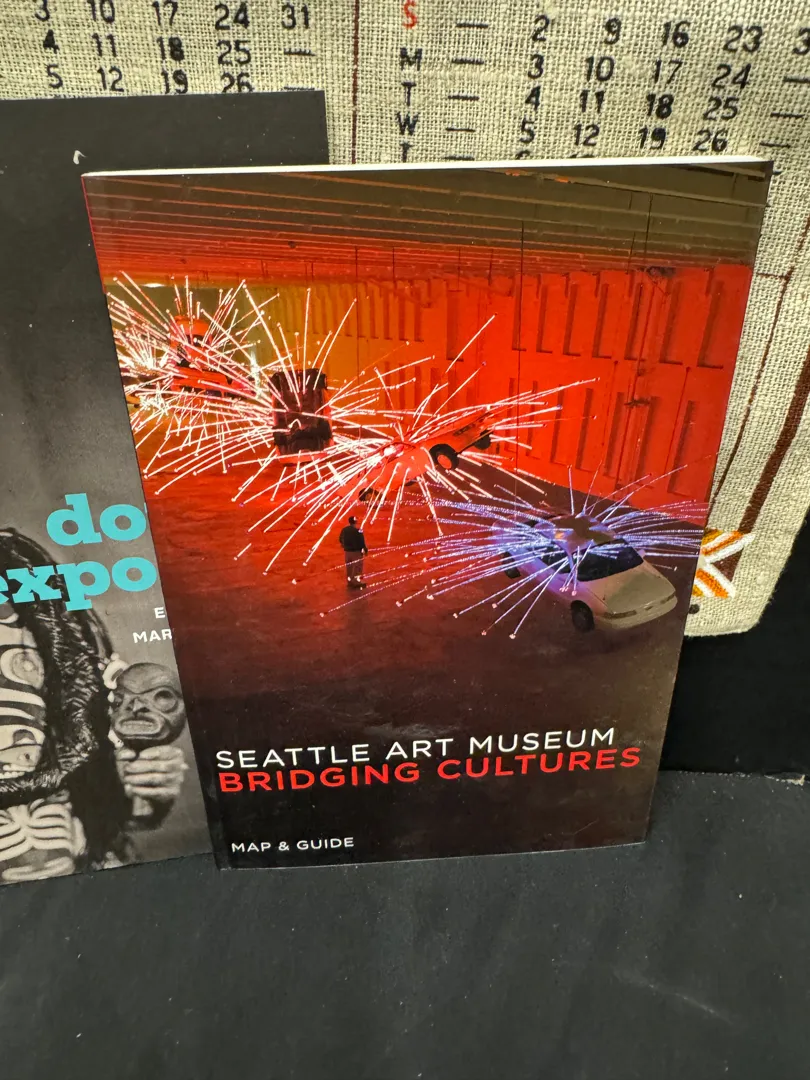 3 10 17 24 31
4 11 18 25 —
5 12 19 26 —
S — 2 9 16 23 3
M — 3 10 17 24 —
T — 4 11 18 25 —
W — 5 12 19 26 —
T
do
expo
E
MAR
SEATTLE ART MUSEUM
BRIDGING CULTURES
MAP & GUIDE